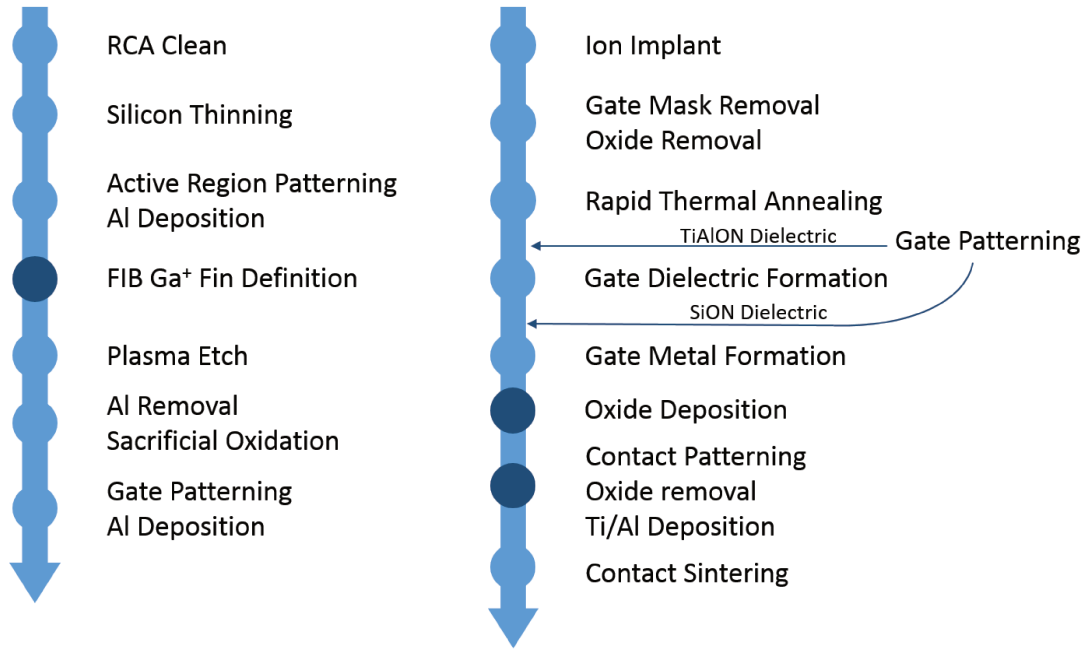 RCA Clean
Silicon Thinning
Active Region Patterning
Al Deposition
FIB Ga⁺ Fin Definition
Plasma Etch
Al Removal
Sacrificial Oxidation
Gate Patterning
Al Deposition
Ion Implant
Gate Mask Removal
Oxide Removal
Rapid Thermal Annealing
TiAlON Dielectric
Gate Patterning
Gate Dielectric Formation
SiON Dielectric
Gate Metal Formation
Oxide Deposition
Contact Patterning
Oxide removal
Ti/Al Deposition
Contact Sintering